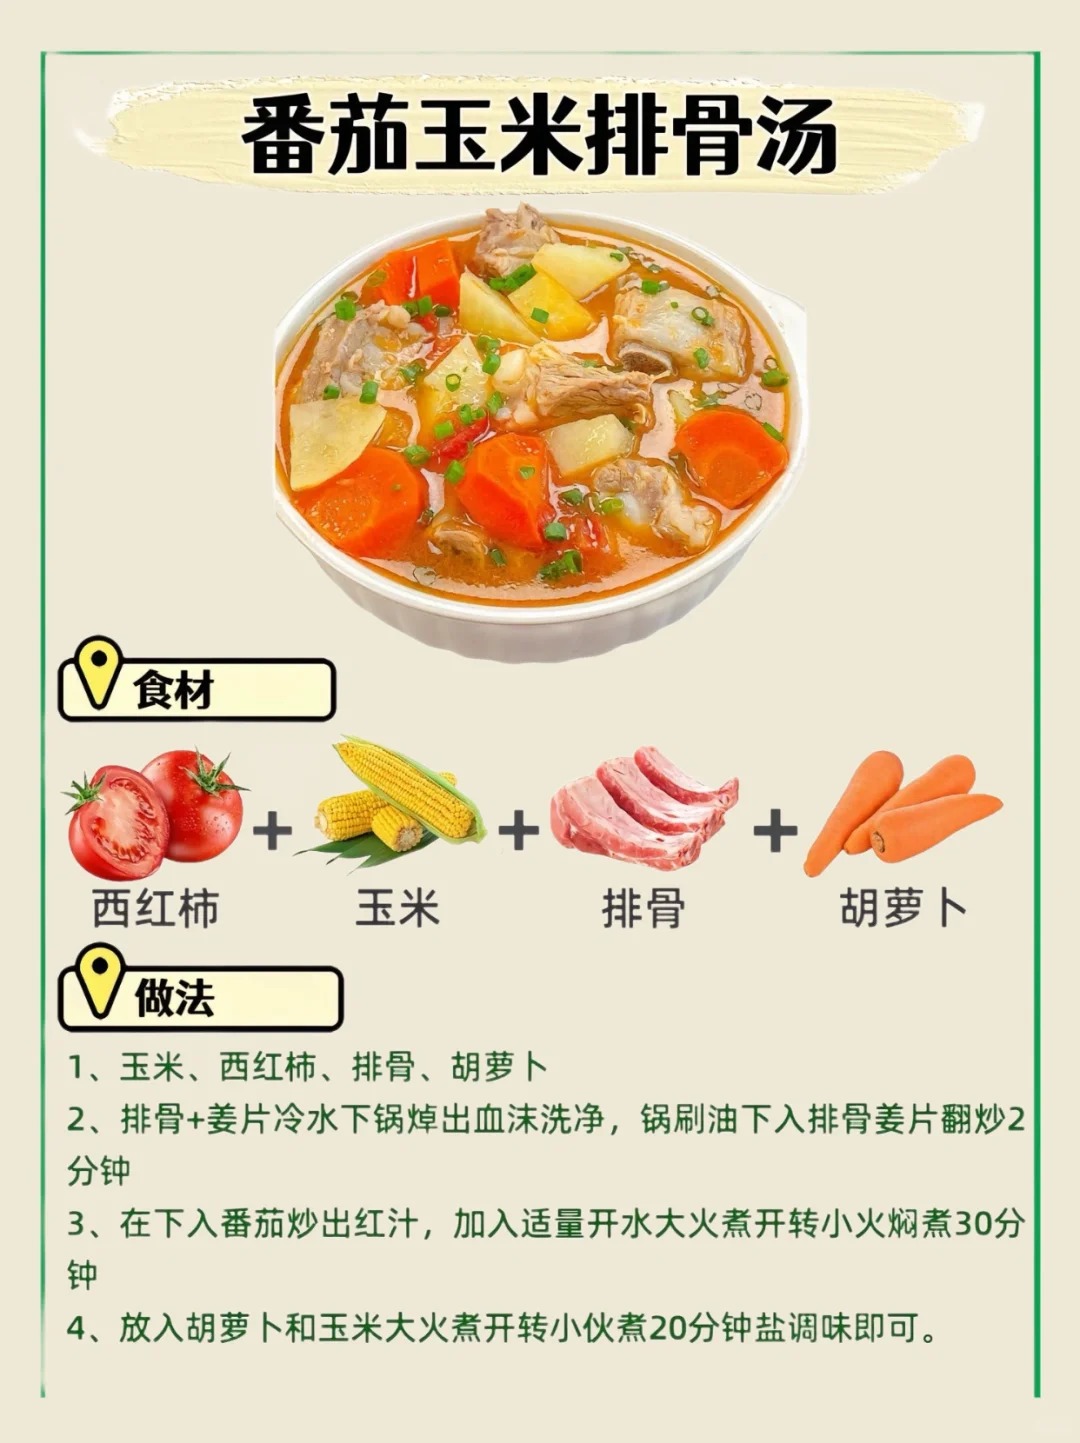 番茄玉米排骨汤
食材
西红柿
玉米
排骨
胡萝卜
做法
1、玉米、西红柿、排骨、胡萝卜
2、排骨+姜片冷水下锅焯出血沫洗净，锅刷油下入排骨姜片翻炒2
分钟
3、在下入番茄炒出红汁，加入适量开水大火煮开转小火焖煮30分
钟
4、放入胡萝卜和玉米大火煮开转小伙煮20分钟盐调味即可。